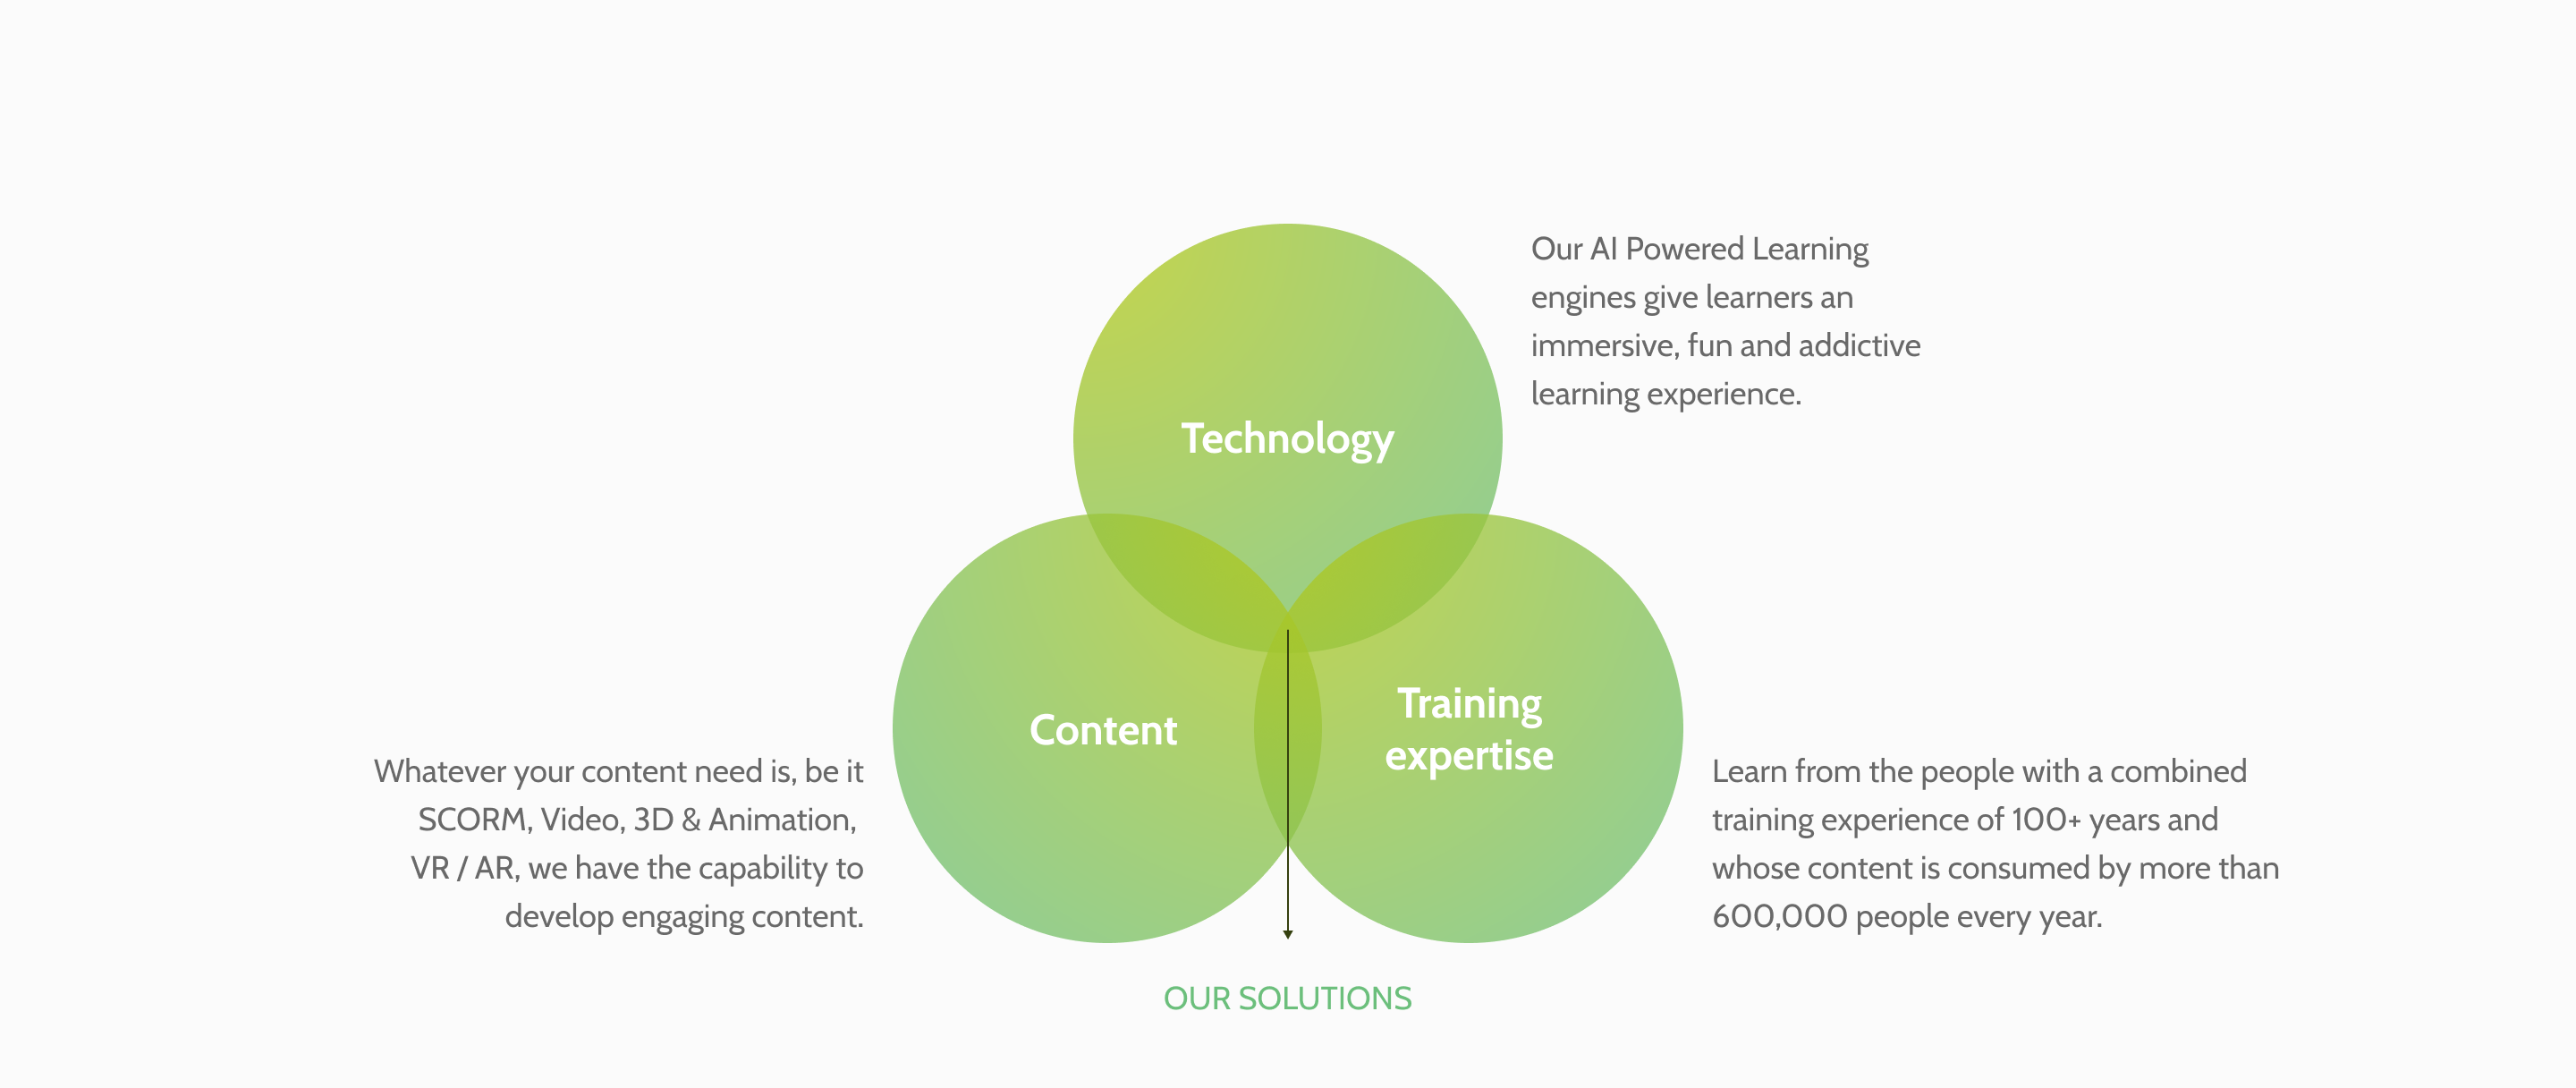 Our AI Powered Learning
engines give learners an
immersive, fun and addictive
learning experience.
Technology
Content
Training
expertise
Whatever your content need is, be it
SCORM, Video, 3D & Animation,
VR / AR, we have the capability to
develop engaging content.
Learn from the people with a combined
training experience of 100+ years and
whose content is consumed by more than
600,000 people every year.
OUR SOLUTIONS